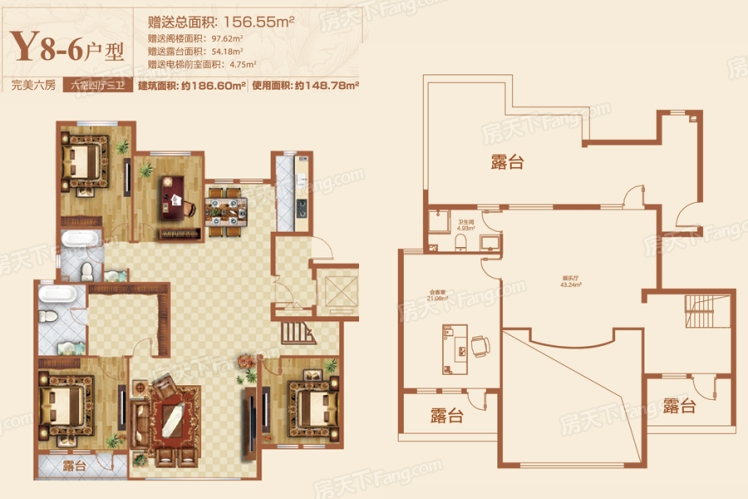 Y8-6户型
完美六房 六室四厅三卫
赠送总面积: 156.55m²
赠送阁楼面积: 97.62m²
赠送露台面积: 54.18m²
赠送电梯前室面积: 4.75m²
建筑面积: 约186.60m² 使用面积: 约148.78m²
露台
露台
卫生间
4.93m²
娱乐厅
43.24m²
会客室
21.08m²
露台
露台
房天下Fang.com